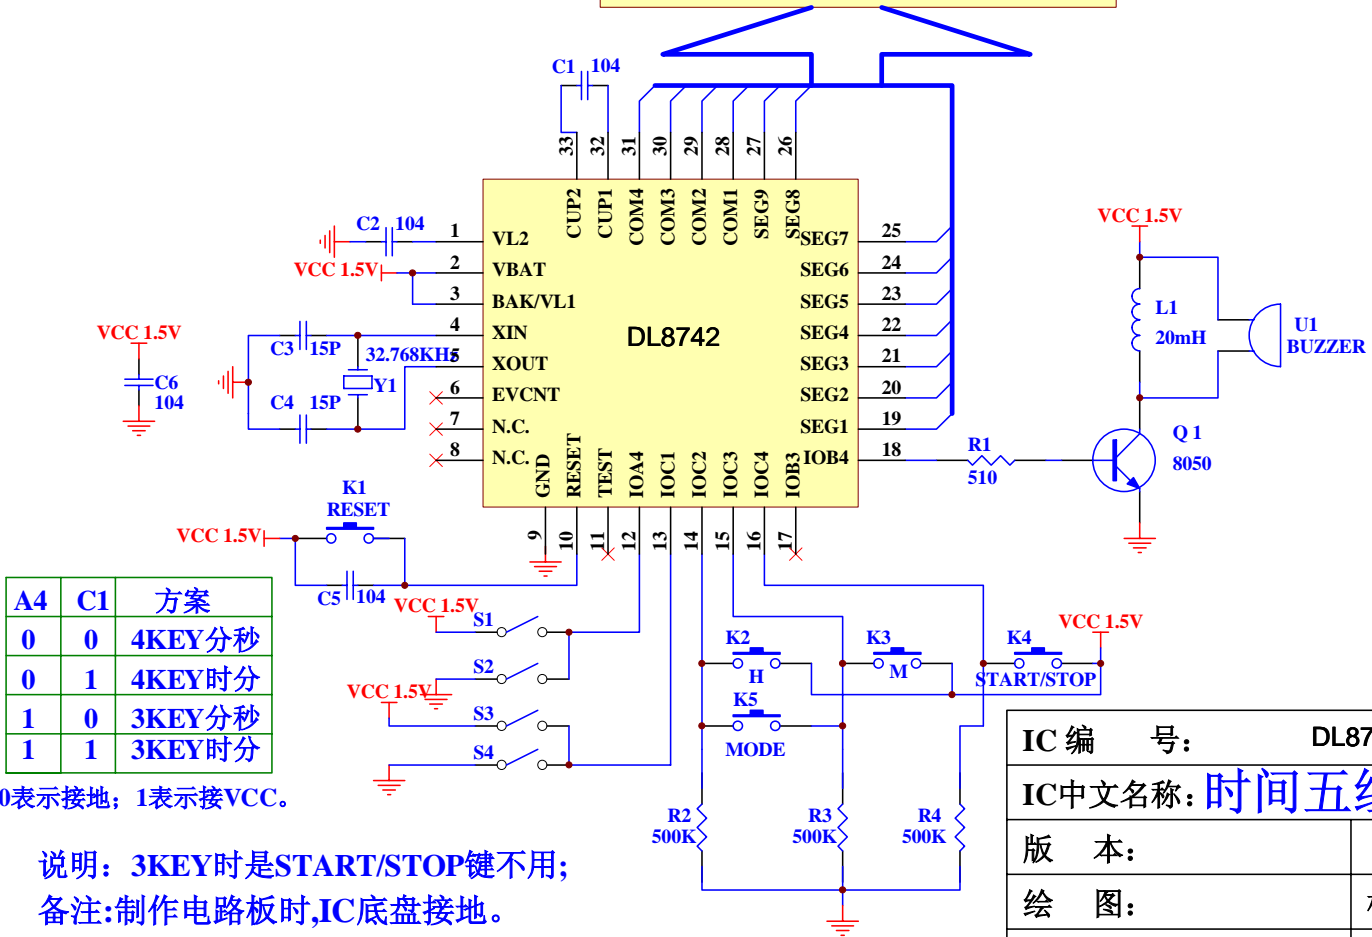 C1 104
33 32 31 30 29 28 27 26
CUP2 CUP1 COM4 COM3 COM2 COM1 SEG9 SEG8
C2 104
1 VL2
VCC 1.5V
2 VBAT
3 BAK/VL1
4 XIN
5 XOUT
6 EVCNT
7 N.C.
8 N.C.
DL8742
SEG7 25
SEG6 24
SEG5 23
SEG4 22
SEG3 21
SEG2 20
SEG1 19
IOB4 18
GND RESET TEST IOA4 IOC1 IOC2 IOC3 IOC4 IOB3
9 10 11 12 13 14 15 16 17
VCC 1.5V
C6
104
C3 15P
32.768KHz
Y1
C4 15P
VCC 1.5V
L1
20mH
U1
BUZZER
R1
510
Q 1
8050
K1
RESET
VCC 1.5V
C5 104
VCC 1.5V
S1
S2
VCC 1.5V
S3
S4
K2
H
K5
MODE
K3
M
K4
START/STOP
VCC 1.5V
R2
500K
R3
500K
R4
500K
A4 C1 方案
0 0 4KEY分秒
0 1 4KEY时分
1 0 3KEY分秒
1 1 3KEY时分
0表示接地；1表示接VCC。
说明：3KEY时是START/STOP键不用;
备注:制作电路板时,IC底盘接地。
IC 编 号： DL87
IC中文名称：时间五
版 本：
绘 图：